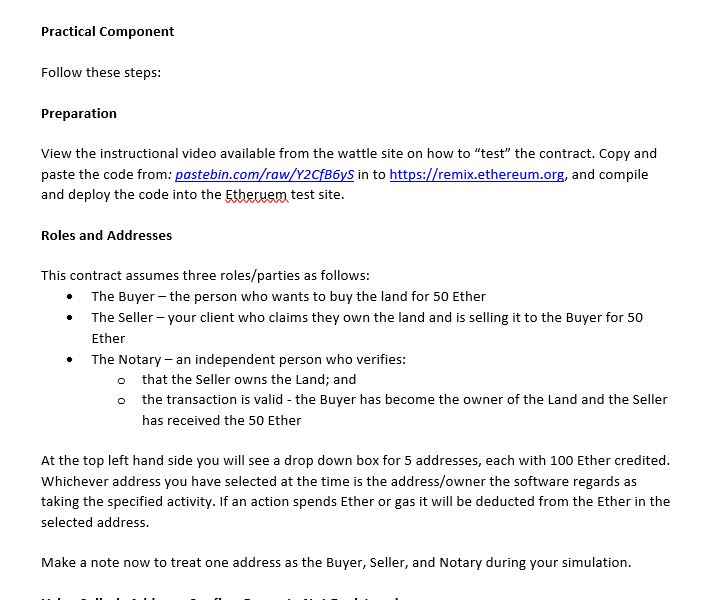 Practical Component
Follow these steps:
Preparation
View the instructional video available from the wattle site on how to “test” the contract. Copy and
paste the code from: pastebin.com/raw/Y2CfB6yS in to https://remix.ethereum.org, and compile
and deploy the code into the Etheruem test site.
Roles and Addresses
This contract assumes three roles/parties as follows:
• The Buyer – the person who wants to buy the land for 50 Ether
• The Seller – your client who claims they own the land and is selling it to the Buyer for 50
Ether
• The Notary – an independent person who verifies:
o that the Seller owns the Land; and
o the transaction is valid - the Buyer has become the owner of the Land and the Seller
has received the 50 Ether
At the top left hand side you will see a drop down box for 5 addresses, each with 100 Ether credited.
Whichever address you have selected at the time is the address/owner the software regards as
taking the specified activity. If an action spends Ether or gas it will be deducted from the Ether in the
selected address.
Make a note now to treat one address as the Buyer, Seller, and Notary during your simulation.